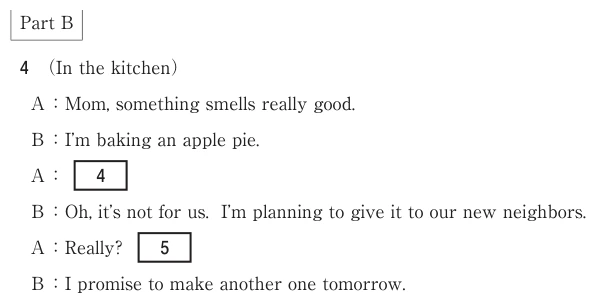 Part B
4 (In the kitchen)
A : Mom, something smells really good.
B : I'm baking an apple pie.
A : 4
B : Oh, it's not for us. I'm planning to give it to our new neighbors.
A : Really? 5
B : I promise to make another one tomorrow.